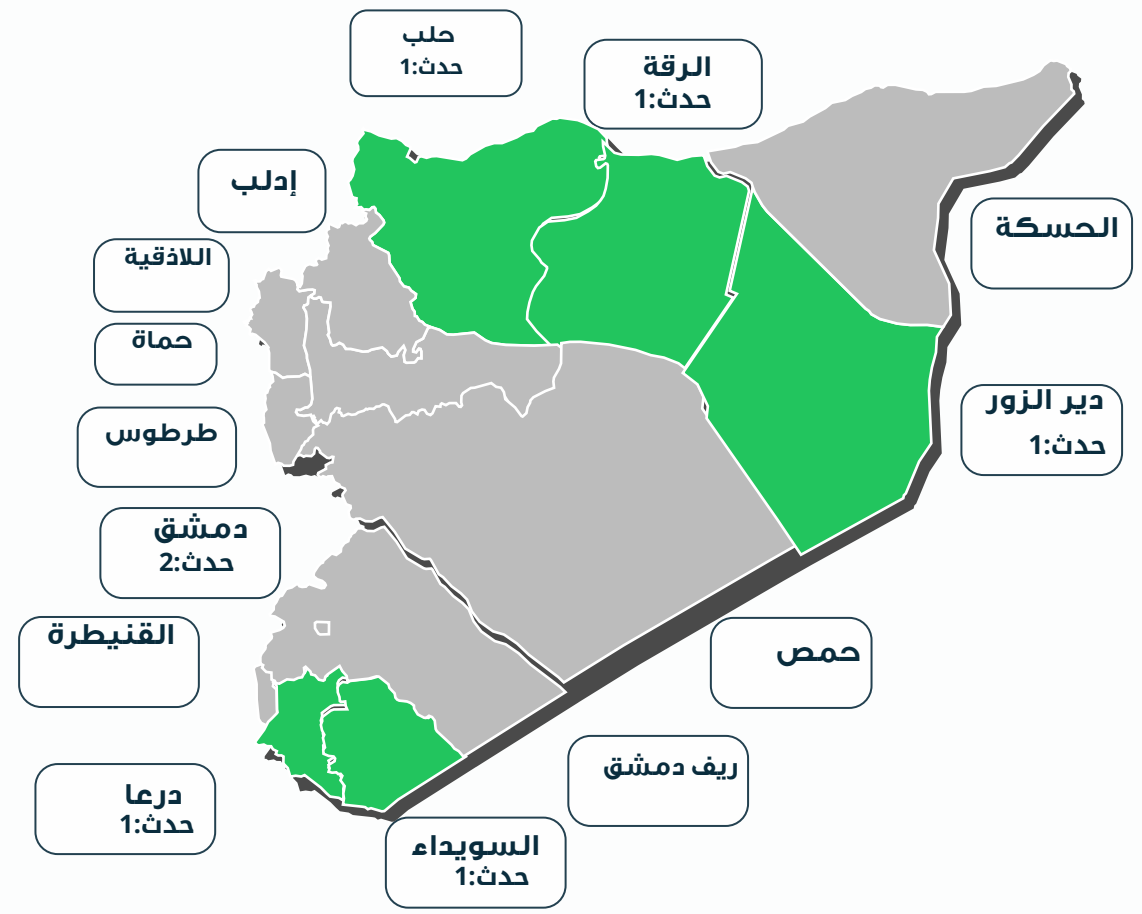 حلب
حدث:1
الرقة
حدث:1
إدلب
الحسكة
اللاذقية
حماة
دير الزور
حدث:1
طرطوس
دمشق
حدث:2
القنيطرة
حمص
ريف دمشق
درعا
حدث:1
السويداء
حدث:1